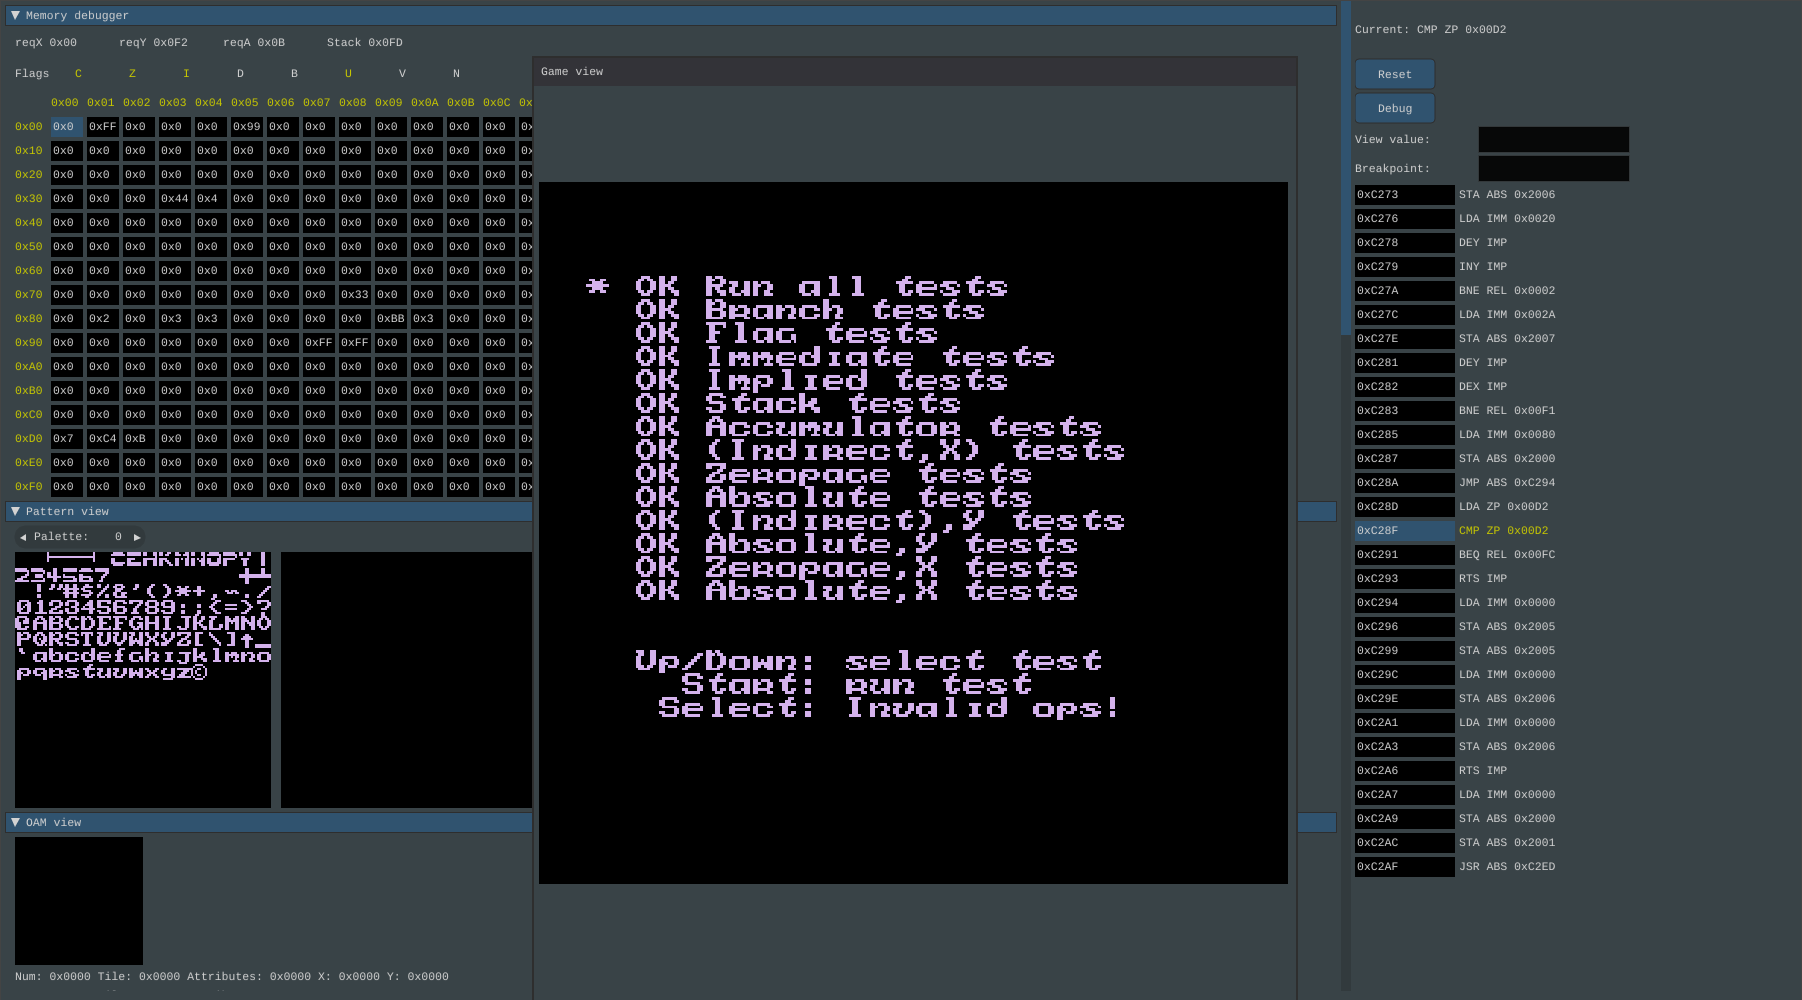 Memory debugger
reqX 0x00 reqY 0x0F2 reqA 0x0B Stack 0x0FD
Flags C Z I D B U V N
0x00 0x01 0x02 0x03 0x04 0x05 0x06 0x07 0x08 0x09 0x0A 0x0B 0x0C
0x00 0x0 0xFF 0x0 0x0 0x0 0x99 0x0 0x0 0x0 0x0 0x0 0x0 0x0
0x10 0x0 0x0 0x0 0x0 0x0 0x0 0x0 0x0 0x0 0x0 0x0 0x0 0x0
0x20 0x0 0x0 0x0 0x0 0x0 0x0 0x0 0x0 0x0 0x0 0x0 0x0 0x0
0x30 0x0 0x0 0x0 0x44 0x4 0x0 0x0 0x0 0x0 0x0 0x0 0x0 0x0
0x40 0x0 0x0 0x0 0x0 0x0 0x0 0x0 0x0 0x0 0x0 0x0 0x0 0x0
0x50 0x0 0x0 0x0 0x0 0x0 0x0 0x0 0x0 0x0 0x0 0x0 0x0 0x0
0x60 0x0 0x0 0x0 0x0 0x0 0x0 0x0 0x0 0x0 0x0 0x0 0x0 0x0
0x70 0x0 0x0 0x0 0x0 0x0 0x0 0x0 0x0 0x33 0x0 0x0 0x0 0x0
0x80 0x0 0x2 0x0 0x3 0x3 0x0 0x0 0x0 0x0 0xBB 0x3 0x0 0x0
0x90 0x0 0x0 0x0 0x0 0x0 0x0 0x0 0xFF 0xFF 0x0 0x0 0x0 0x0
0xA0 0x0 0x0 0x0 0x0 0x0 0x0 0x0 0x0 0x0 0x0 0x0 0x0 0x0
0xB0 0x0 0x0 0x0 0x0 0x0 0x0 0x0 0x0 0x0 0x0 0x0 0x0 0x0
0xC0 0x0 0x0 0x0 0x0 0x0 0x0 0x0 0x0 0x0 0x0 0x0 0x0 0x0
0xD0 0x7 0xC4 0xB 0x0 0x0 0x0 0x0 0x0 0x0 0x0 0x0 0x0 0x0
0xE0 0x0 0x0 0x0 0x0 0x0 0x0 0x0 0x0 0x0 0x0 0x0 0x0 0x0
0xF0 0x0 0x0 0x0 0x0 0x0 0x0 0x0 0x0 0x0 0x0 0x0 0x0 0x0
Pattern view
Palette: 0
234567
!"#$%&'()*+,-./
0123456789:;<=>?
@ABCDEFGHIJKLMNO
PQRSTUVWXYZ[\]↑_
`abcdefghijklmno
pqrstuvwxyz©
OAM view
Num: 0x0000 Tile: 0x0000 Attributes: 0x0000 X: 0x0000 Y: 0x0000
Game view
* OK Run all tests
OK Branch tests
OK Flag tests
OK Immediate tests
OK Implied tests
OK Stack tests
OK Accumulator tests
OK (Indirect,X) tests
OK Zeropage tests
OK Absolute tests
OK (Indirect),Y tests
OK Absolute,Y tests
OK Zeropage,X tests
OK Absolute,X tests
Up/Down: select test
Start: run test
Select: Invalid ops!
Current: CMP ZP 0x00D2
Reset
Debug
View value:
Breakpoint:
0xC273 STA ABS 0x2006
0xC276 LDA IMM 0x0020
0xC278 DEY IMP
0xC279 INY IMP
0xC27A BNE REL 0x0002
0xC27C LDA IMM 0x002A
0xC27E STA ABS 0x2007
0xC281 DEY IMP
0xC282 DEX IMP
0xC283 BNE REL 0x00F1
0xC285 LDA IMM 0x0080
0xC287 STA ABS 0x2000
0xC28A JMP ABS 0xC294
0xC28D LDA ZP 0x00D2
0xC28F CMP ZP 0x00D2
0xC291 BEQ REL 0x00FC
0xC293 RTS IMP
0xC294 LDA IMM 0x0000
0xC296 STA ABS 0x2005
0xC299 STA ABS 0x2005
0xC29C LDA IMM 0x0000
0xC29E STA ABS 0x2006
0xC2A1 LDA IMM 0x0000
0xC2A3 STA ABS 0x2006
0xC2A6 RTS IMP
0xC2A7 LDA IMM 0x0000
0xC2A9 STA ABS 0x2000
0xC2AC STA ABS 0x2001
0xC2AF JSR ABS 0xC2ED